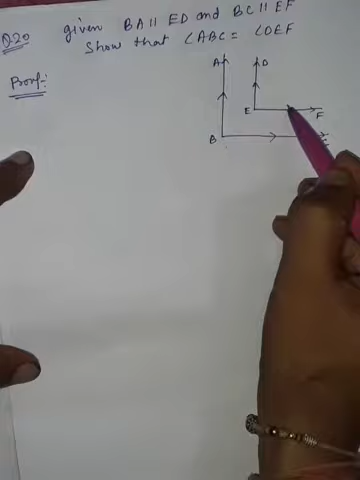 Q20 given BA || ED and BC || EF
Show that ∠ABC = ∠DEF
Proof:-
A D
E F
B